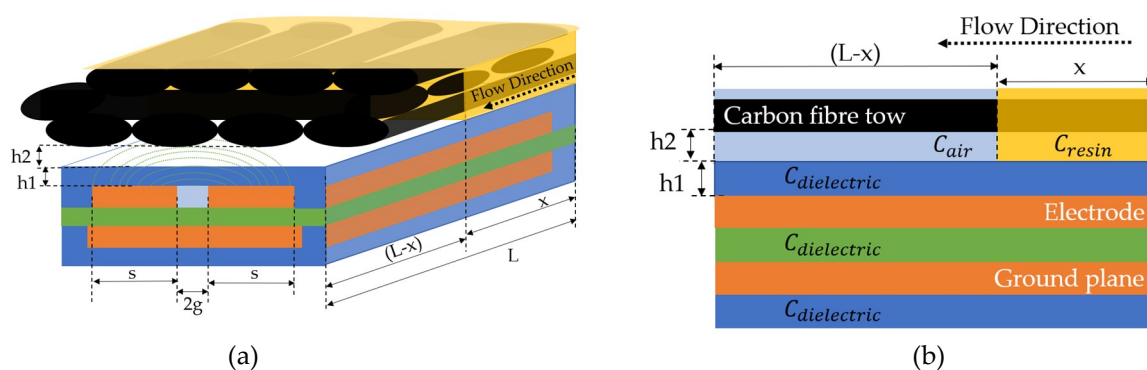 Flow Direction
h2
h1
s
2g
s
(L-x)
x
L
(a)
Flow Direction
(L-x)
x
Carbon fibre tow
h2
C_air
C_resin
h1
C_dielectric
Electrode
C_dielectric
Ground plane
C_dielectric
(b)